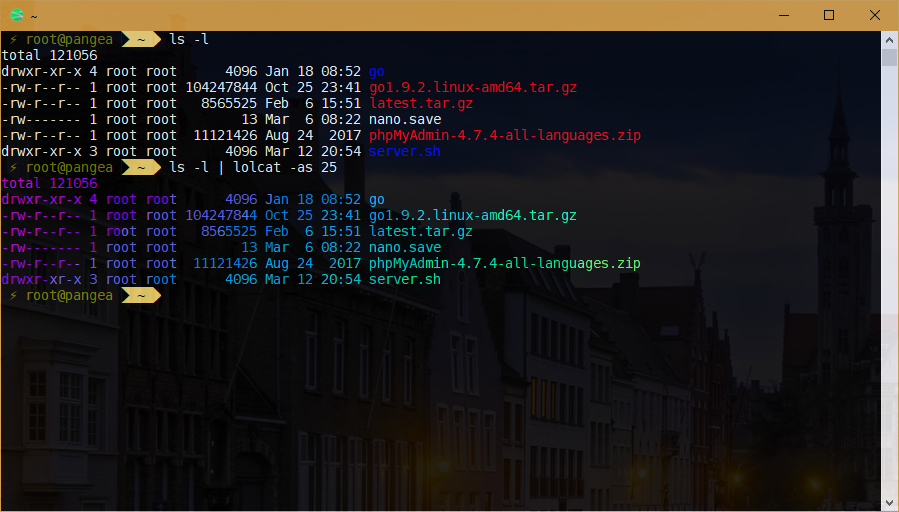 ~
⚡ root@pangea ~ ls -l
total 121056
drwxr-xr-x 4 root root      4096 Jan 18 08:52 go
-rw-r--r-- 1 root root 104247844 Oct 25 23:41 go1.9.2.linux-amd64.tar.gz
-rw-r--r-- 1 root root   8565525 Feb  6 15:51 latest.tar.gz
-rw------- 1 root root        13 Mar  6 08:22 nano.save
-rw-r--r-- 1 root root  11121426 Aug 24  2017 phpMyAdmin-4.7.4-all-languages.zip
drwxr-xr-x 3 root root      4096 Mar 12 20:54 server.sh
⚡ root@pangea ~ ls -l | lolcat -as 25
total 121056
drwxr-xr-x 4 root root      4096 Jan 18 08:52 go
-rw-r--r-- 1 root root 104247844 Oct 25 23:41 go1.9.2.linux-amd64.tar.gz
-rw-r--r-- 1 root root   8565525 Feb  6 15:51 latest.tar.gz
-rw------- 1 root root        13 Mar  6 08:22 nano.save
-rw-r--r-- 1 root root  11121426 Aug 24  2017 phpMyAdmin-4.7.4-all-languages.zip
drwxr-xr-x 3 root root      4096 Mar 12 20:54 server.sh
⚡ root@pangea ~